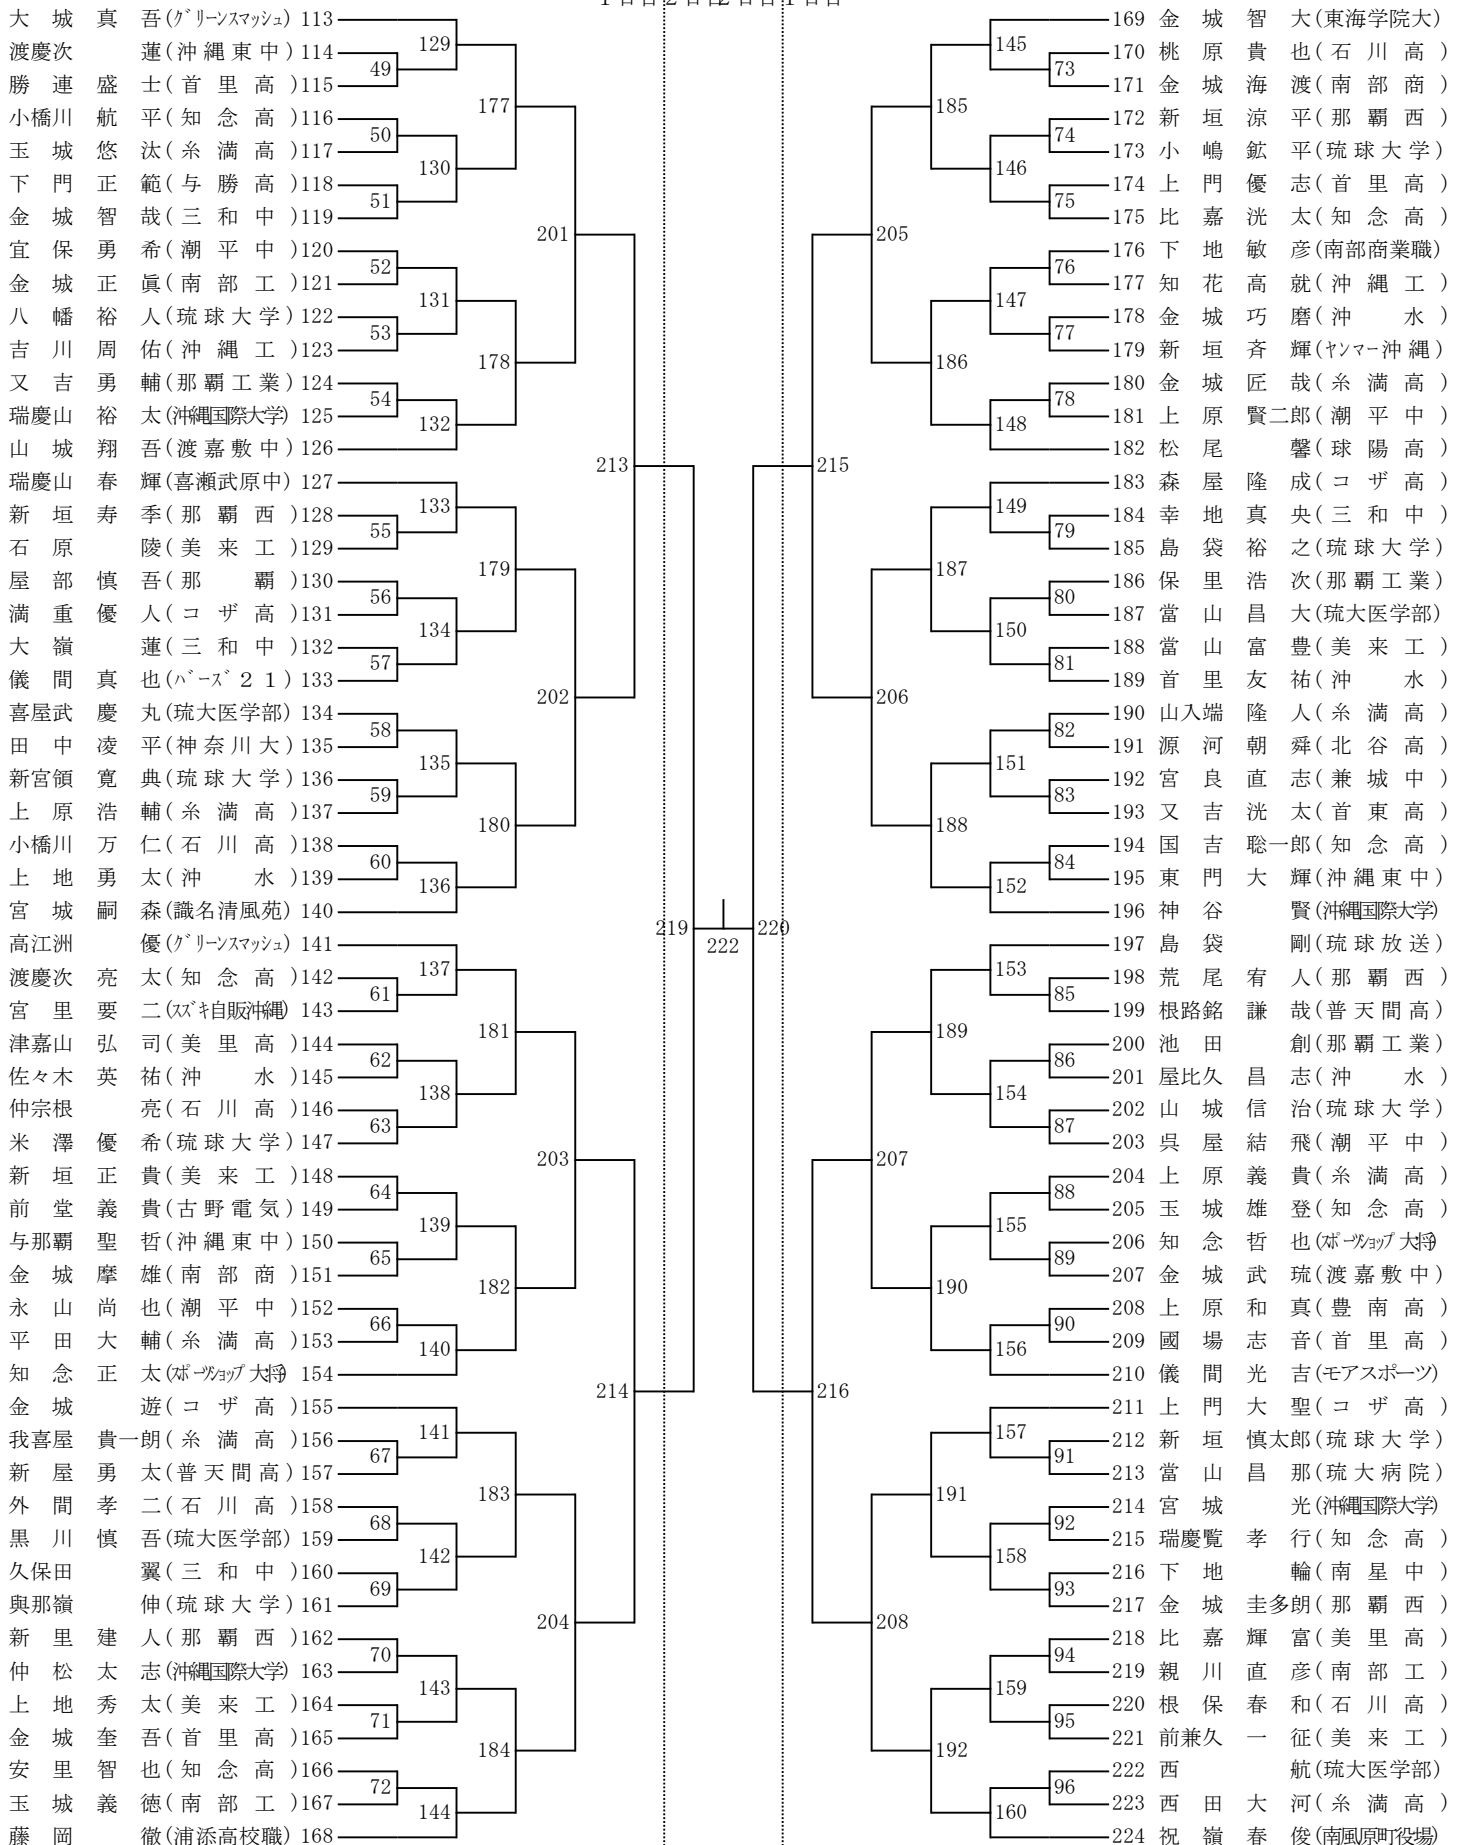 大 城 真 吾(グリーンスマッシュ) 113
渡慶次 蓮(沖縄東中) 114
勝 連 盛 士(首 里 高) 115
小橋川 航 平(知 念 高) 116
玉 城 悠 汰(糸 満 高) 117
下 門 正 範(与 勝 高) 118
金 城 智 哉(三 和 中) 119
宜 保 勇 希(潮 平 中) 120
金 城 正 眞(南 部 工) 121
八 幡 裕 人(琉球大学) 122
吉 川 周 佑(沖 縄 工) 123
又 吉 勇 輔(那覇工業) 124
瑞慶山 裕 太(沖縄国際大学) 125
山 城 翔 吾(渡嘉敷中) 126
瑞慶山 春 輝(喜瀬武原中) 127
新 垣 寿 季(那 覇 西) 128
石 原 陵(美 来 工) 129
屋 部 慎 吾(那 覇) 130
満 重 優 人(コ ザ 高) 131
大 嶺 蓮(三 和 中) 132
儀 間 真 也(バーズ21) 133
喜屋武 慶 丸(琉大医学部) 134
田 中 凌 平(神奈川大) 135
新宮領 寛 典(琉球大学) 136
上 原 浩 輔(糸 満 高) 137
小橋川 万 仁(石 川 高) 138
上 地 勇 太(沖 水) 139
宮 城 嗣 森(識名清風苑) 140
高江洲 優(グリーンスマッシュ) 141
渡慶次 亮 太(知 念 高) 142
宮 里 要 二(スズキ自販沖縄) 143
津嘉山 弘 司(美 里 高) 144
佐々木 英 祐(沖 水) 145
仲宗根 亮(石 川 高) 146
米 澤 優 希(琉球大学) 147
新 垣 正 貴(美 来 工) 148
前 堂 義 貴(古野電気) 149
与那覇 聖 哲(沖縄東中) 150
金 城 摩 雄(南 部 商) 151
永 山 尚 也(潮 平 中) 152
平 田 大 輔(糸 満 高) 153
知 念 正 太(スポーツショップ大将) 154
金 城 遊(コ ザ 高) 155
我喜屋 貴一朗(糸 満 高) 156
新 屋 勇 太(普天間高) 157
外 間 孝 二(石 川 高) 158
黒 川 慎 吾(琉大医学部) 159
久保田 翼(三 和 中) 160
與那嶺 伸(琉球大学) 161
新 里 建 人(那 覇 西) 162
仲 松 太 志(沖縄国際大学) 163
上 地 秀 太(美 来 工) 164
金 城 奎 吾(首 里 高) 165
安 里 智 也(知 念 高) 166
玉 城 義 徳(南 部 工) 167
藤 岡 徹(浦添高校職) 168
49
50
51
52
53
54
55
56
57
58
59
60
61
62
63
64
65
66
67
68
69
70
71
72
129
130
131
132
133
134
135
136
137
138
139
140
141
142
143
144
177
178
179
180
181
182
183
184
201
202
203
204
213
214
219
222
220
215
216
205
206
207
208
185
186
187
188
189
190
191
192
145
146
147
148
149
150
151
152
153
154
155
156
157
158
159
160
73
74
75
76
77
78
79
80
81
82
83
84
85
86
87
88
89
90
91
92
93
94
95
96
169 金 城 智 大(東海学院大)
170 桃 原 貴 也(石 川 高)
171 金 城 海 渡(南 部 商)
172 新 垣 涼 平(那 覇 西)
173 小 嶋 鉱 平(琉球大学)
174 上 門 優 志(首 里 高)
175 比 嘉 洸 太(知 念 高)
176 下 地 敏 彦(南部商業職)
177 知 花 高 就(沖 縄 工)
178 金 城 巧 磨(沖 水)
179 新 垣 斉 輝(ヤンマー沖縄)
180 金 城 匠 哉(糸 満 高)
181 上 原 賢二郎(潮 平 中)
182 松 尾 馨(球 陽 高)
183 森 屋 隆 成(コ ザ 高)
184 幸 地 真 央(三 和 中)
185 島 袋 裕 之(琉球大学)
186 保 里 浩 次(那覇工業)
187 當 山 昌 大(琉大医学部)
188 當 山 富 豊(美 来 工)
189 首 里 友 祐(沖 水)
190 山入端 隆 人(糸 満 高)
191 源 河 朝 舜(北 谷 高)
192 宮 良 直 志(兼 城 中)
193 又 吉 洸 太(首 東 高)
194 国 吉 聡一郎(知 念 高)
195 東 門 大 輝(沖縄東中)
196 神 谷 賢(沖縄国際大学)
197 島 袋 剛(琉球放送)
198 荒 尾 宥 人(那 覇 西)
199 根路銘 謙 哉(普天間高)
200 池 田 創(那覇工業)
201 屋比久 昌 志(沖 水)
202 山 城 信 治(琉球大学)
203 呉 屋 結 飛(潮 平 中)
204 上 原 義 貴(糸 満 高)
205 玉 城 雄 登(知 念 高)
206 知 念 哲 也(スポーツショップ大将)
207 金 城 武 琉(渡嘉敷中)
208 上 原 和 真(豊 南 高)
209 國 場 志 音(首 里 高)
210 儀 間 光 吉(モアスポーツ)
211 上 門 大 聖(コ ザ 高)
212 新 垣 慎太郎(琉球大学)
213 當 山 昌 那(琉大病院)
214 宮 城 光(沖縄国際大学)
215 瑞慶覧 孝 行(知 念 高)
216 下 地 輪(南 星 中)
217 金 城 圭多朗(那 覇 西)
218 比 嘉 輝 富(美 里 高)
219 親 川 直 彦(南 部 工)
220 根 保 春 和(石 川 高)
221 前兼久 一 征(美 来 工)
222 西 航(琉大医学部)
223 西 田 大 河(糸 満 高)
224 祝 嶺 春 俊(南風原町役場)